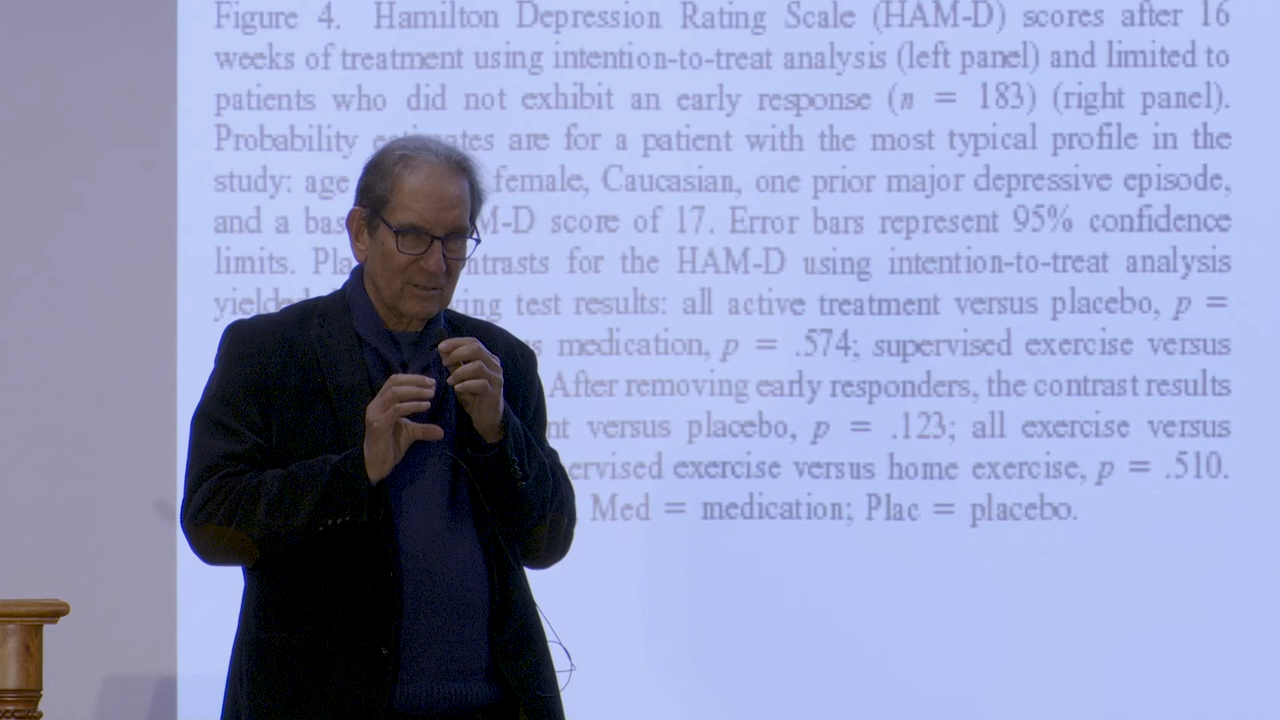 Figure 4. Hamilton Depression Rating Scale (HAM-D) scores after 16
weeks of treatment using intention-to-treat analysis (left panel) and limited to
patients who did not exhibit an early response (n = 183) (right panel).
Probability estimates are for a patient with the most typical profile in the
study: age female, Caucasian, one prior major depressive episode,
and a M-D score of 17. Error bars represent 95% confidence
limits. for the HAM-D using intention-to-treat analysis
yielded test results: all active treatment versus placebo, p =
medication, p = .574; supervised exercise versus
After removing early responders, the contrast results
versus placebo, p = .123; all exercise versus
exercise versus home exercise, p = .510.
Med = medication; Plac = placebo.